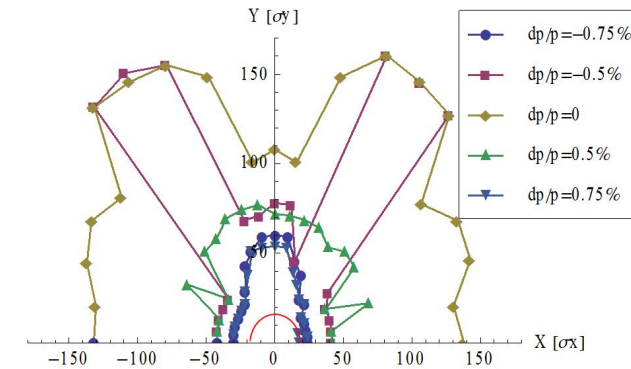 Y [σy]
dp/p=−0.75%
dp/p=−0.5%
dp/p=0
dp/p=0.5%
dp/p=0.75%
150
100
50
−150 −100 −50 0 50 100 150
X [σx]